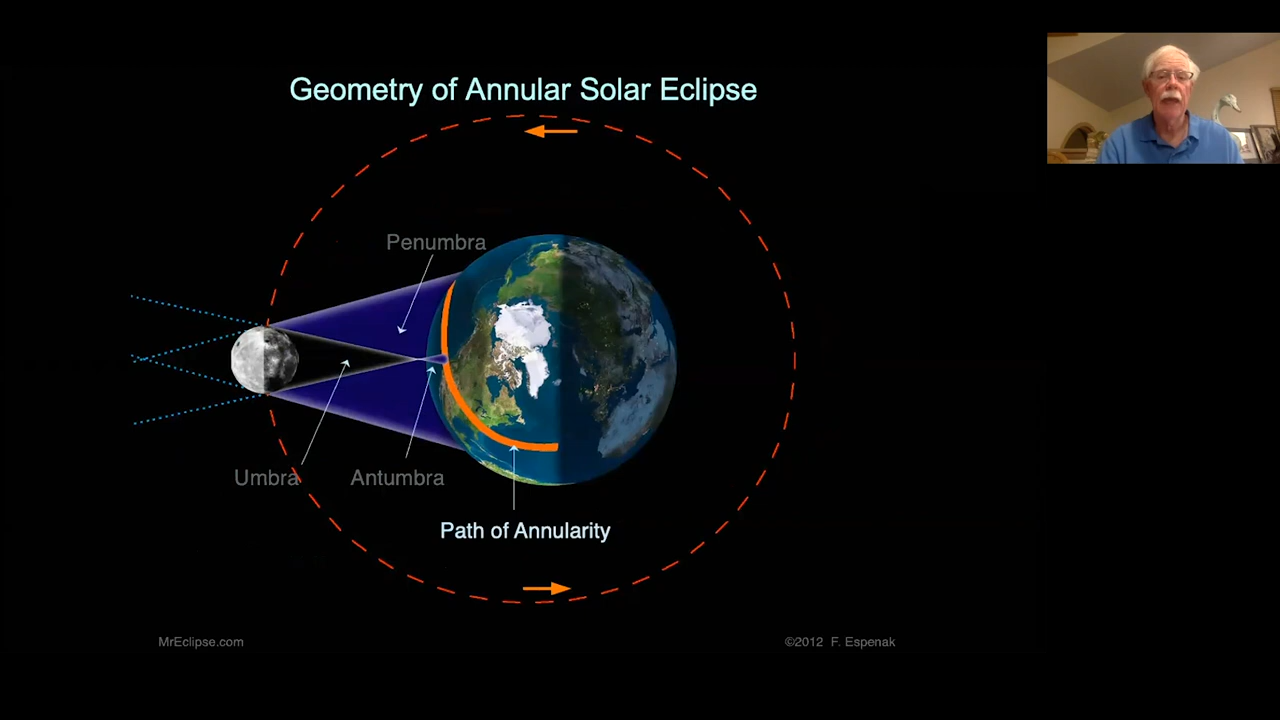 Geometry of Annular Solar Eclipse
Penumbra
Umbra
Antumbra
Path of Annularity
MrEclipse.com
©2012 F. Espenak